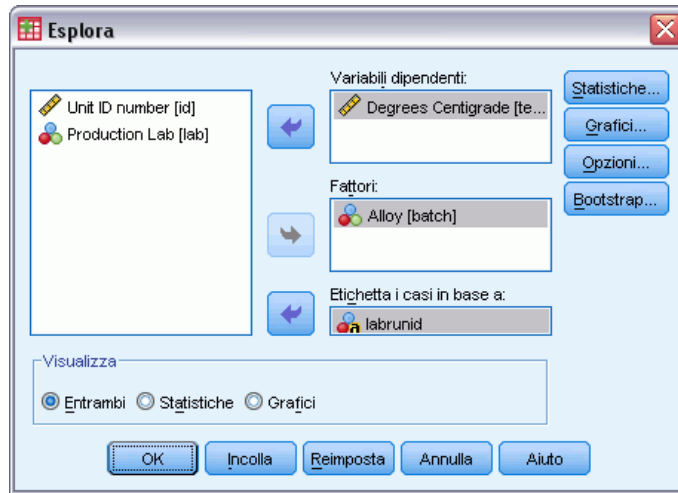 Esplora
Unit ID number [id]
Production Lab [lab]
Variabili dipendenti:
Degrees Centigrade [te...
Fattori:
Alloy [batch]
Etichetta i casi in base a:
a labrunid
Statistiche...
Grafici...
Opzioni...
Bootstrap...
Visualizza
Entrambi
Statistiche
Grafici
OK
Incolla
Reimposta
Annulla
Aiuto